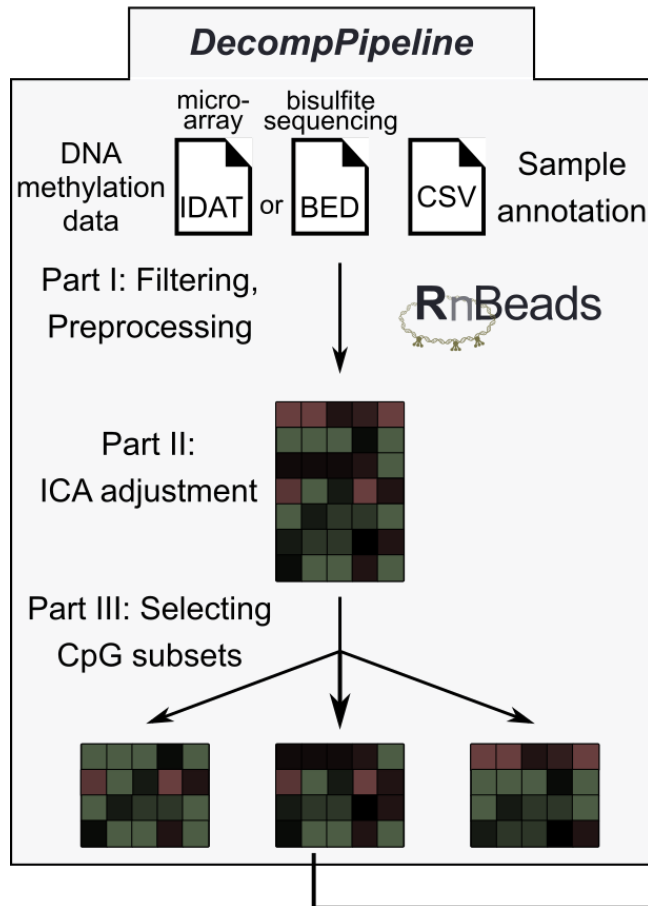 DecompPipeline
micro-
array
bisulfite
sequencing
DNA
methylation
data
IDAT
or
BED
CSV
Sample
annotation
Part I: Filtering,
Preprocessing
RnBeads
Part II:
ICA adjustment
Part III: Selecting
CpG subsets